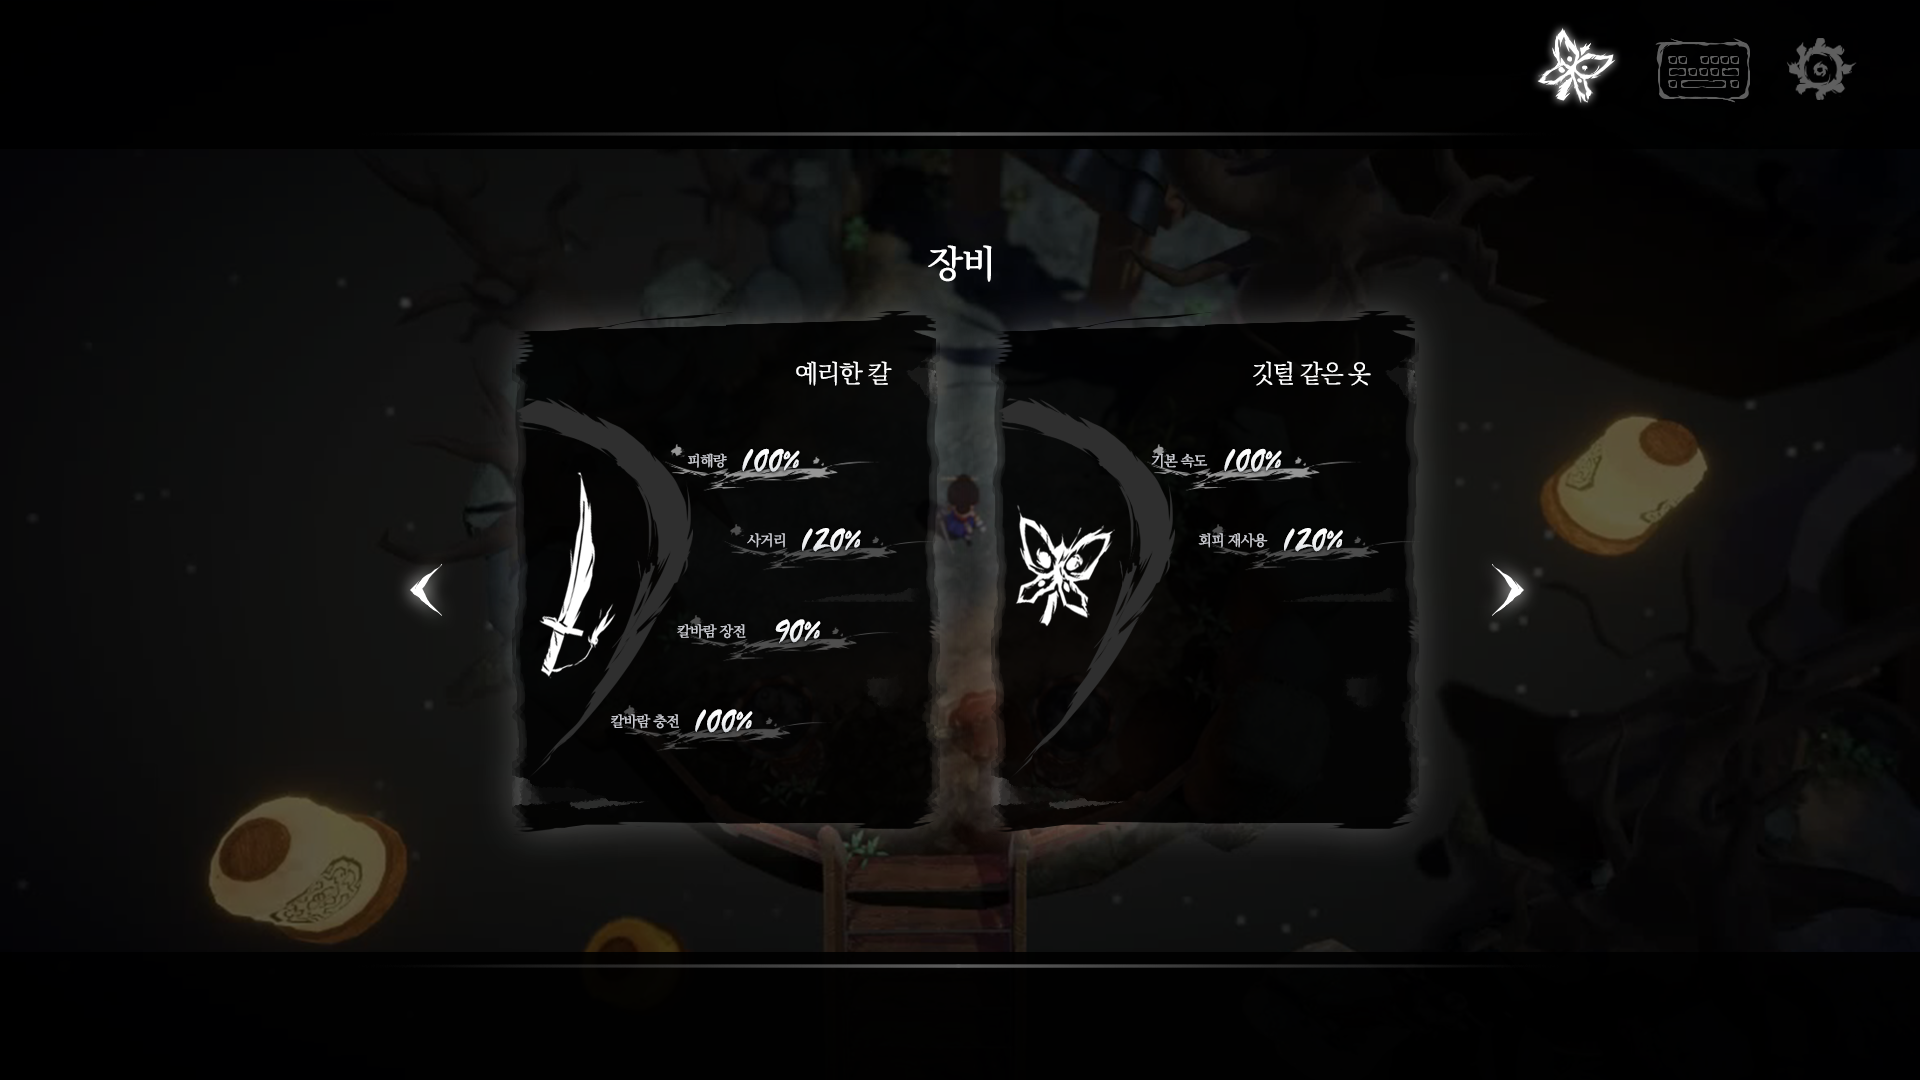 장비
예리한 칼
피해량 100%
사거리 120%
칼바람 장전 90%
칼바람 충전 100%
깃털 같은 옷
기본 속도 100%
회피 재사용 120%